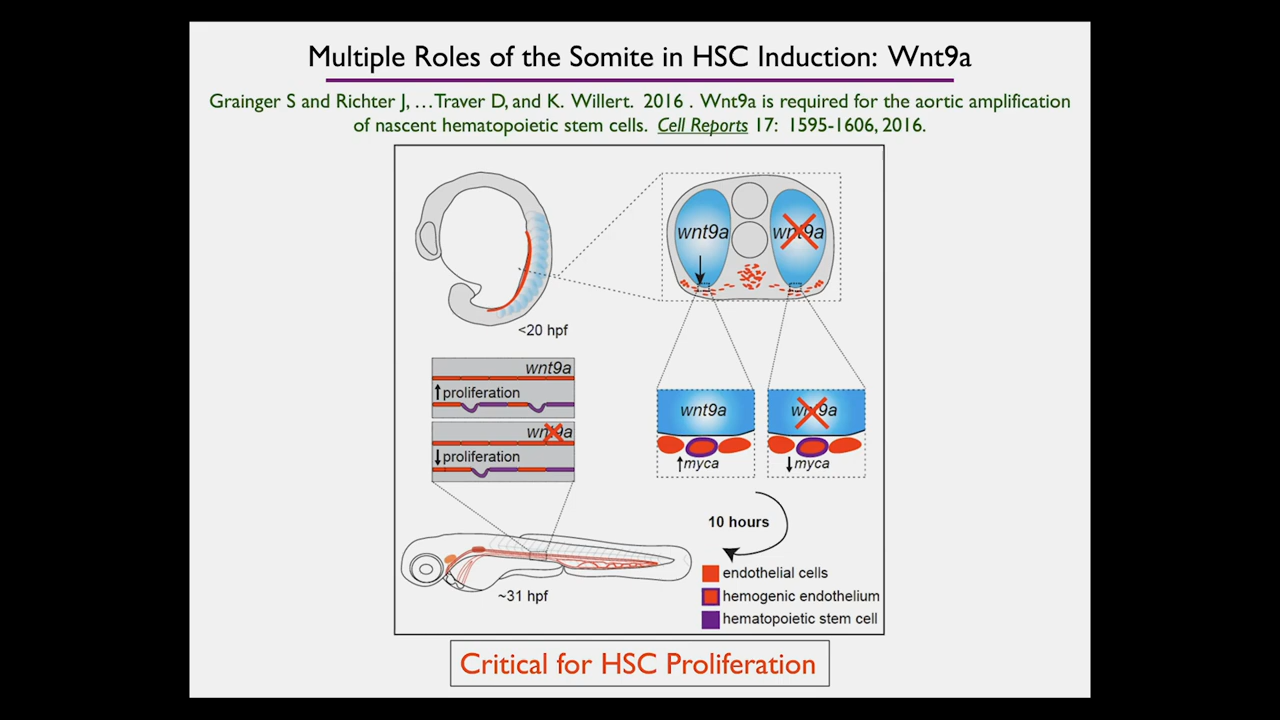 Multiple Roles of the Somite in HSC Induction: Wnt9a
Grainger S and Richter J, …Traver D, and K. Willert. 2016 . Wnt9a is required for the aortic amplification
of nascent hematopoietic stem cells. Cell Reports 17: 1595-1606, 2016.
wnt9a
wnt9a
<20 hpf
wnt9a
↑proliferation
wnt9a
↓proliferation
wnt9a
↑myca
wnt9a
↓myca
10 hours
~31 hpf
endothelial cells
hemogenic endothelium
hematopoietic stem cell
Critical for HSC Proliferation